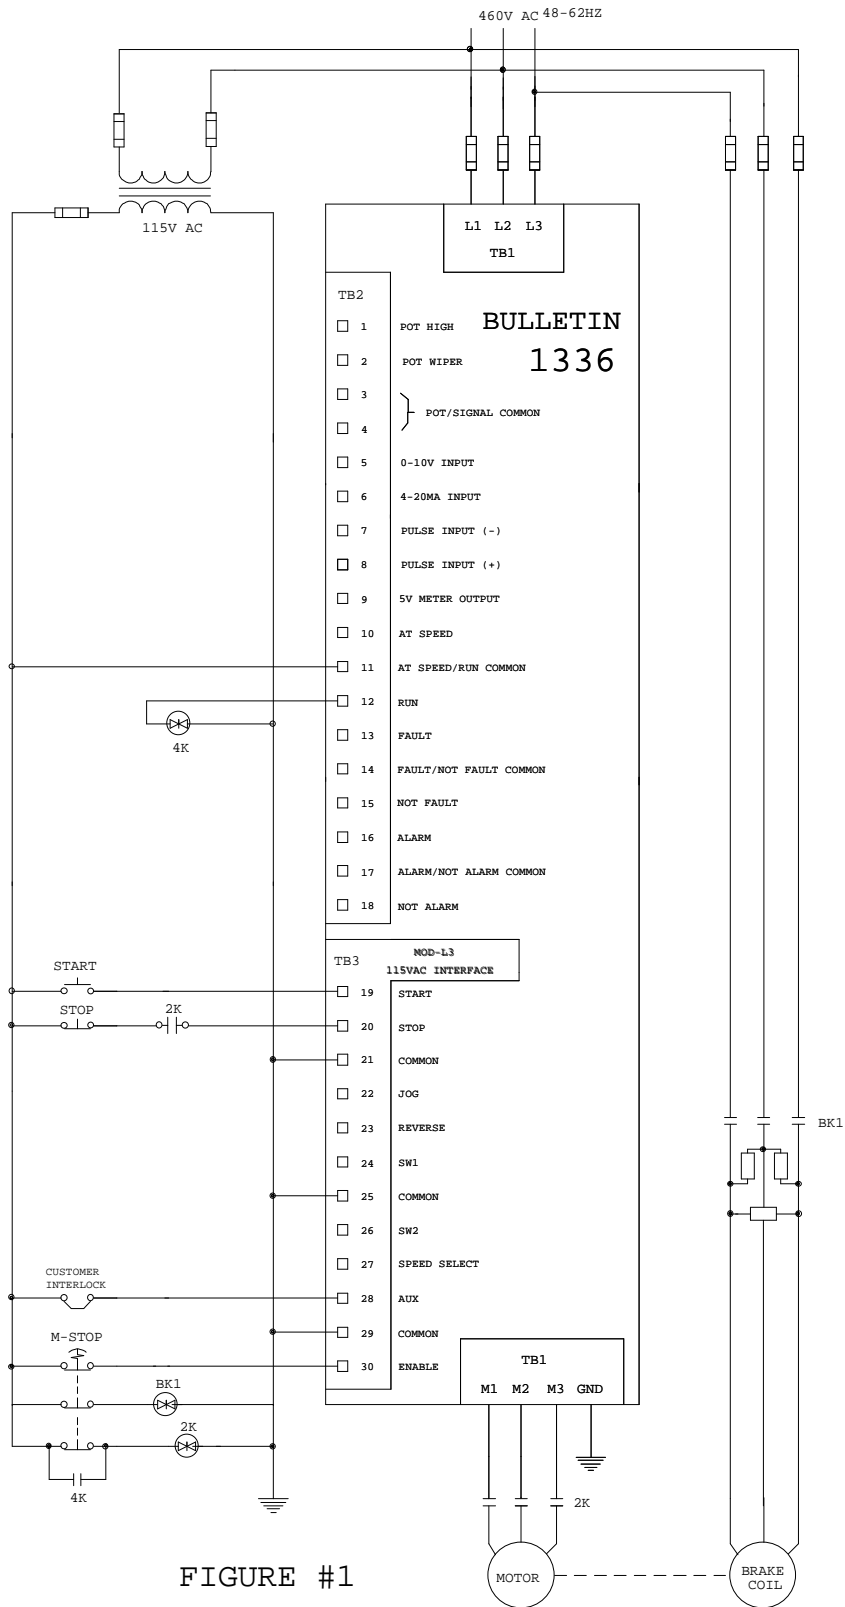 460V AC 48-62HZ
115V AC
L1 L2 L3
TB1
TB2
BULLETIN
1336
1 POT HIGH
2 POT WIPER
3
POT/SIGNAL COMMON
4
5 0-10V INPUT
6 4-20MA INPUT
7 PULSE INPUT (-)
8 PULSE INPUT (+)
9 5V METER OUTPUT
10 AT SPEED
11 AT SPEED/RUN COMMON
12 RUN
4K
13 FAULT
14 FAULT/NOT FAULT COMMON
15 NOT FAULT
16 ALARM
17 ALARM/NOT ALARM COMMON
18 NOT ALARM
TB3
MOD-L3
115VAC INTERFACE
START
19 START
STOP 2K
20 STOP
21 COMMON
22 JOG
23 REVERSE
BK1
24 SW1
25 COMMON
26 SW2
27 SPEED SELECT
CUSTOMER
INTERLOCK
28 AUX
29 COMMON
M-STOP
30 ENABLE
TB1
M1 M2 M3 GND
BK1
2K
4K
2K
MOTOR
BRAKE
COIL
FIGURE #1